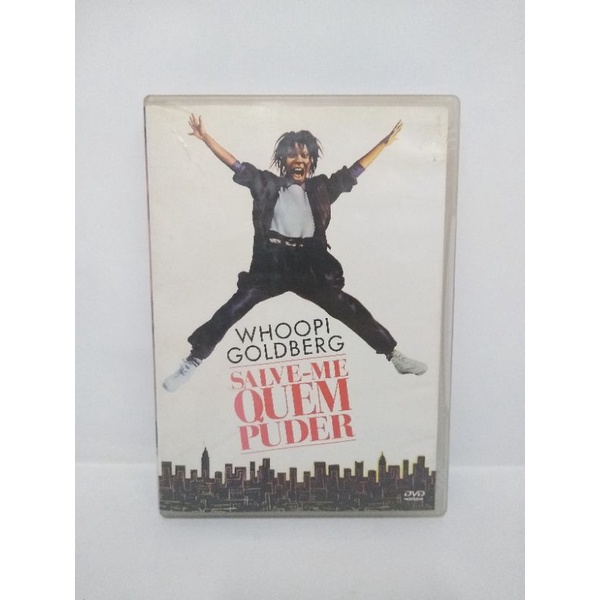 WHOOPI
GOLDBERG
SALVE-ME
QUEM
PUDER
DVD